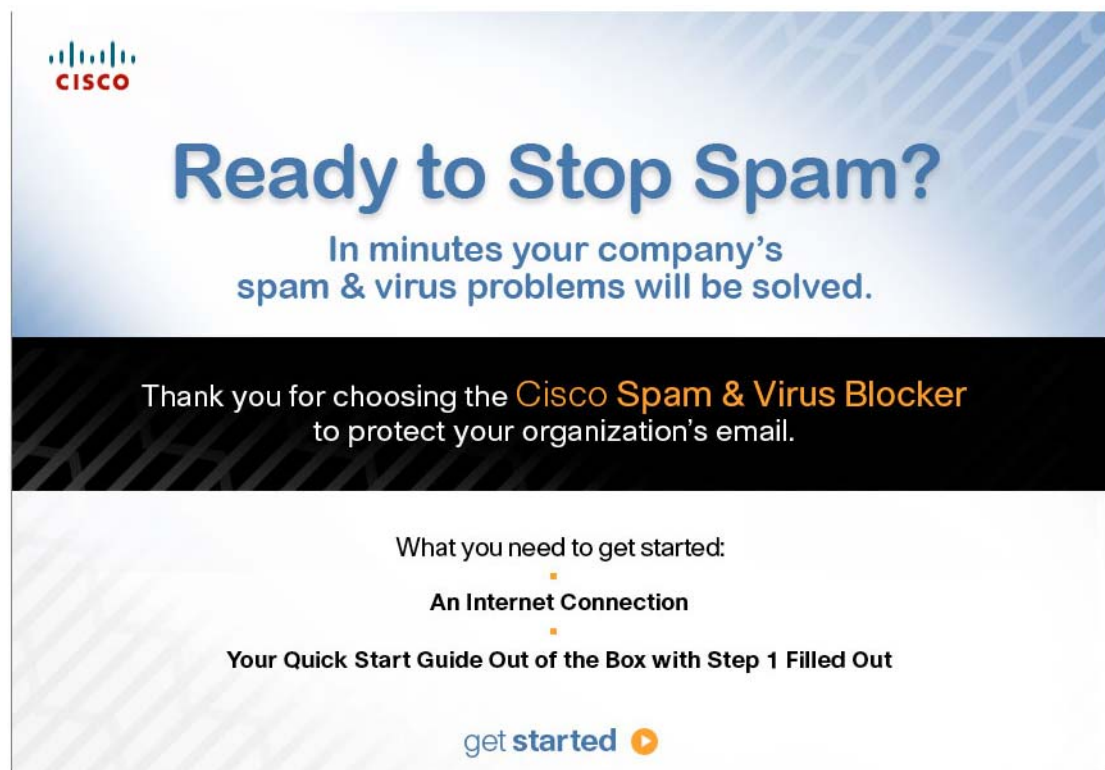 CISCO
Ready to Stop Spam?
In minutes your company's
spam & virus problems will be solved.
Thank you for choosing the Cisco Spam & Virus Blocker
to protect your organization's email.
What you need to get started:
An Internet Connection
Your Quick Start Guide Out of the Box with Step 1 Filled Out
get started